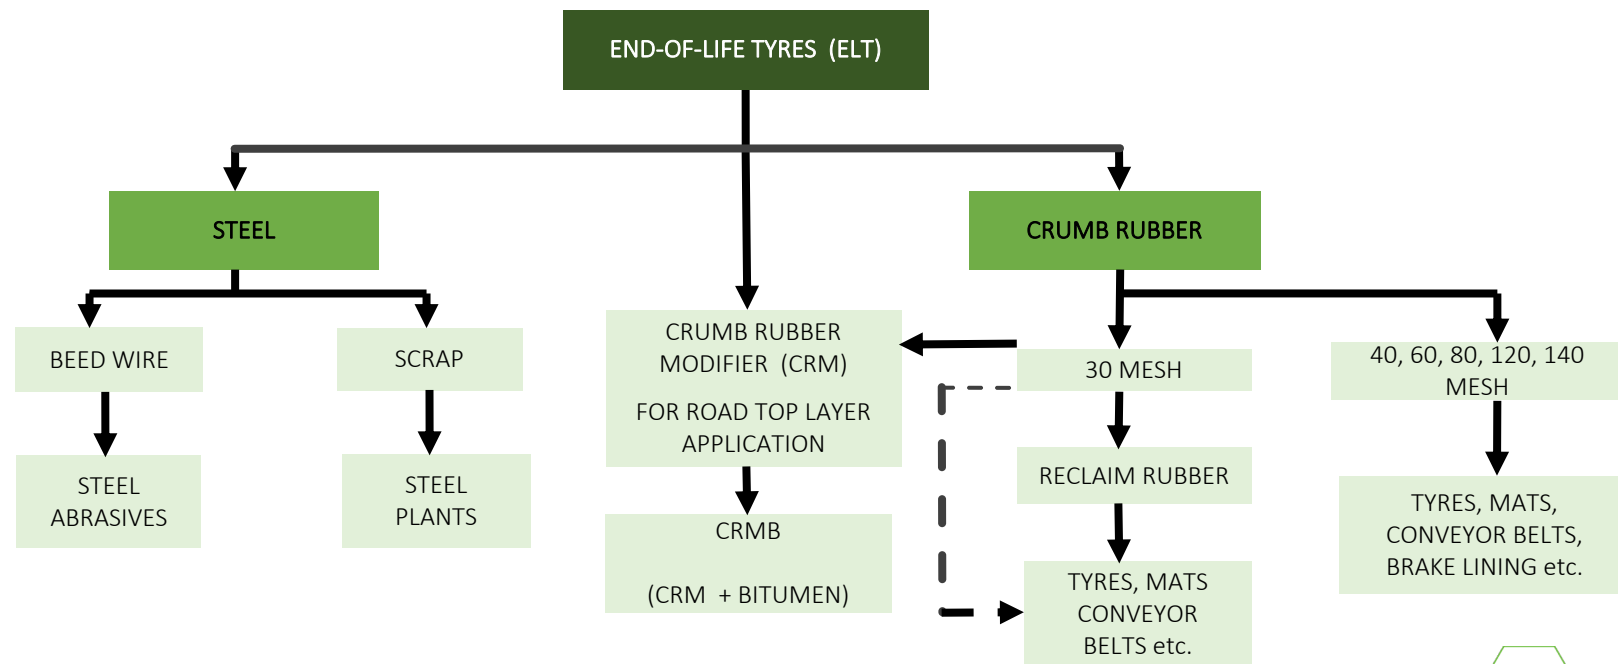 END-OF-LIFE TYRES (ELT)
STEEL
CRUMB RUBBER
BEED WIRE
SCRAP
CRUMB RUBBER
MODIFIER (CRM)
FOR ROAD TOP LAYER
APPLICATION
30 MESH
40, 60, 80, 120, 140
MESH
STEEL
ABRASIVES
STEEL
PLANTS
CRMB
(CRM + BITUMEN)
RECLAIM RUBBER
TYRES, MATS
CONVEYOR
BELTS etc.
TYRES, MATS,
CONVEYOR BELTS,
BRAKE LINING etc.